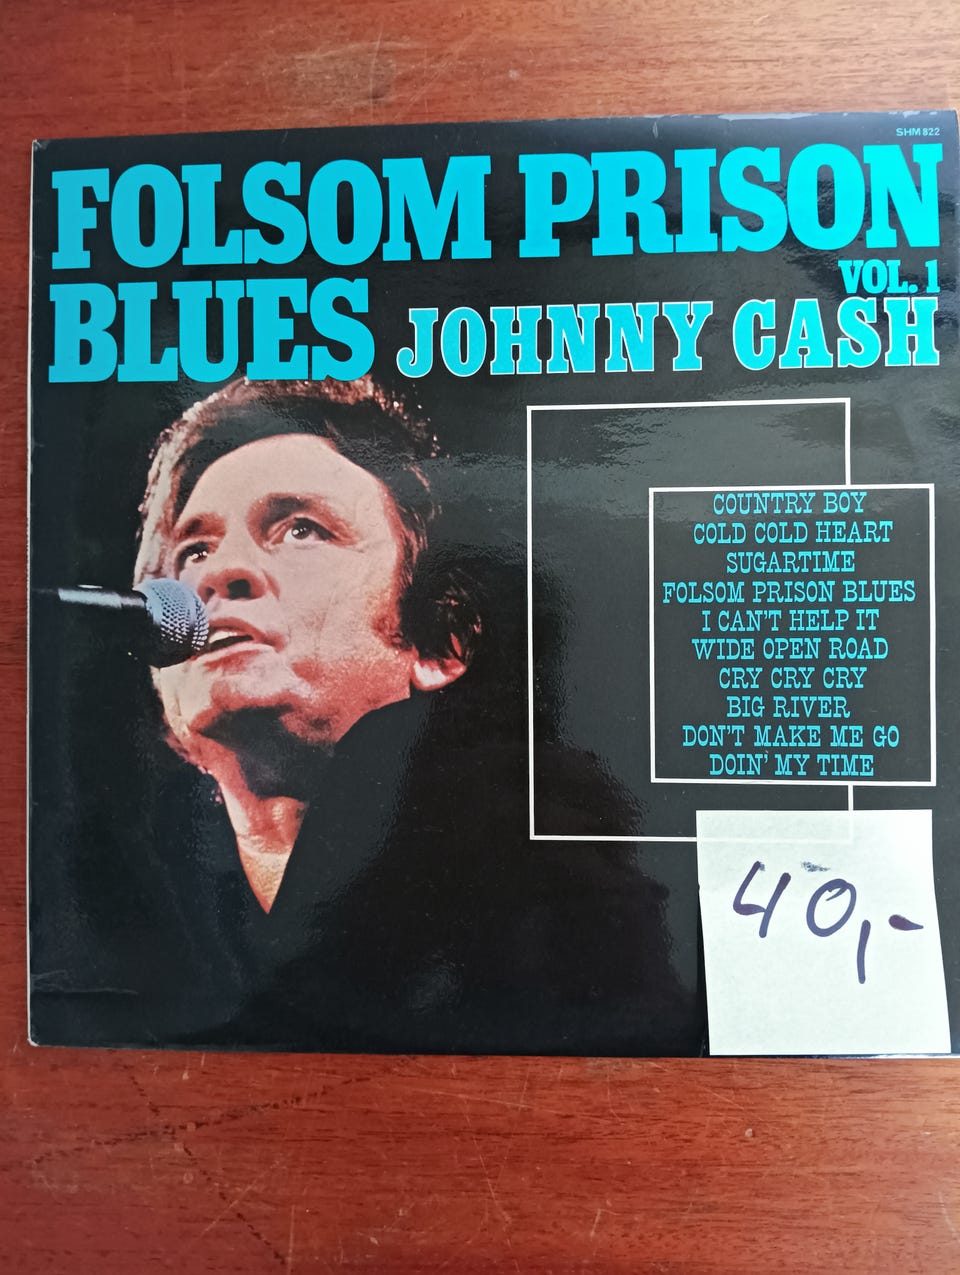 SHM 822
FOLSOM PRISON
VOL. 1
BLUES JOHNNY CASH
COUNTRY BOY
COLD COLD HEART
SUGARTIME
FOLSOM PRISON BLUES
I CAN'T HELP IT
WIDE OPEN ROAD
CRY CRY CRY
BIG RIVER
DON'T MAKE ME GO
DOIN' MY TIME
40,-